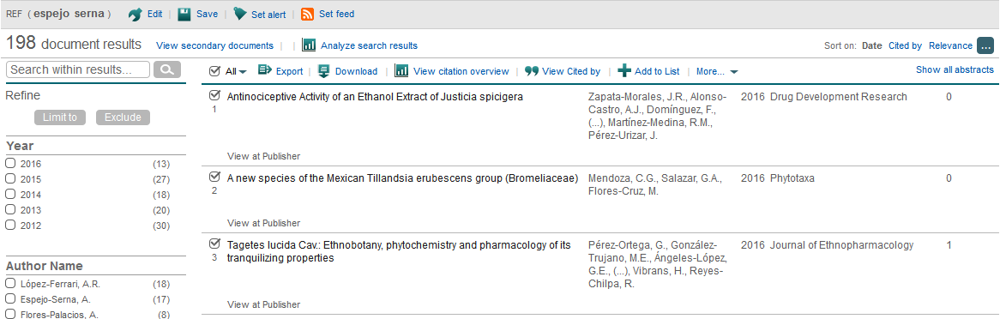 REF ( espejo serna ) Edit Save Set alert Set feed
198 document results View secondary documents Analyze search results Sort on: Date Cited by Relevance ...
Search within results... All Export Download View citation overview View Cited by Add to List More... Show all abstracts
Refine
Limit to Exclude
Year
2016 (13)
2015 (27)
2014 (18)
2013 (20)
2012 (30)
Author Name
López-Ferrari, A.R. (18)
Espejo-Serna, A. (17)
Flores-Palacios, A. (8)
1 Antinociceptive Activity of an Ethanol Extract of Justicia spicigera Zapata-Morales, J.R., Alonso- 2016 Drug Development Research 0
Castro, A.J., Domínguez, F.,
(...), Martínez-Medina, R.M.,
Pérez-Urizar, J.
View at Publisher
2 A new species of the Mexican Tillandsia erubescens group (Bromeliaceae) Mendoza, C.G., Salazar, G.A., 2016 Phytotaxa 0
Flores-Cruz, M.
View at Publisher
3 Tagetes lucida Cav.: Ethnobotany, phytochemistry and pharmacology of its Pérez-Ortega, G., González- 2016 Journal of Ethnopharmacology 1
tranquilizing properties Trujano, M.E., Ángeles-López,
G.E., (...), Vibrans, H., Reyes-
Chilpa, R.
View at Publisher